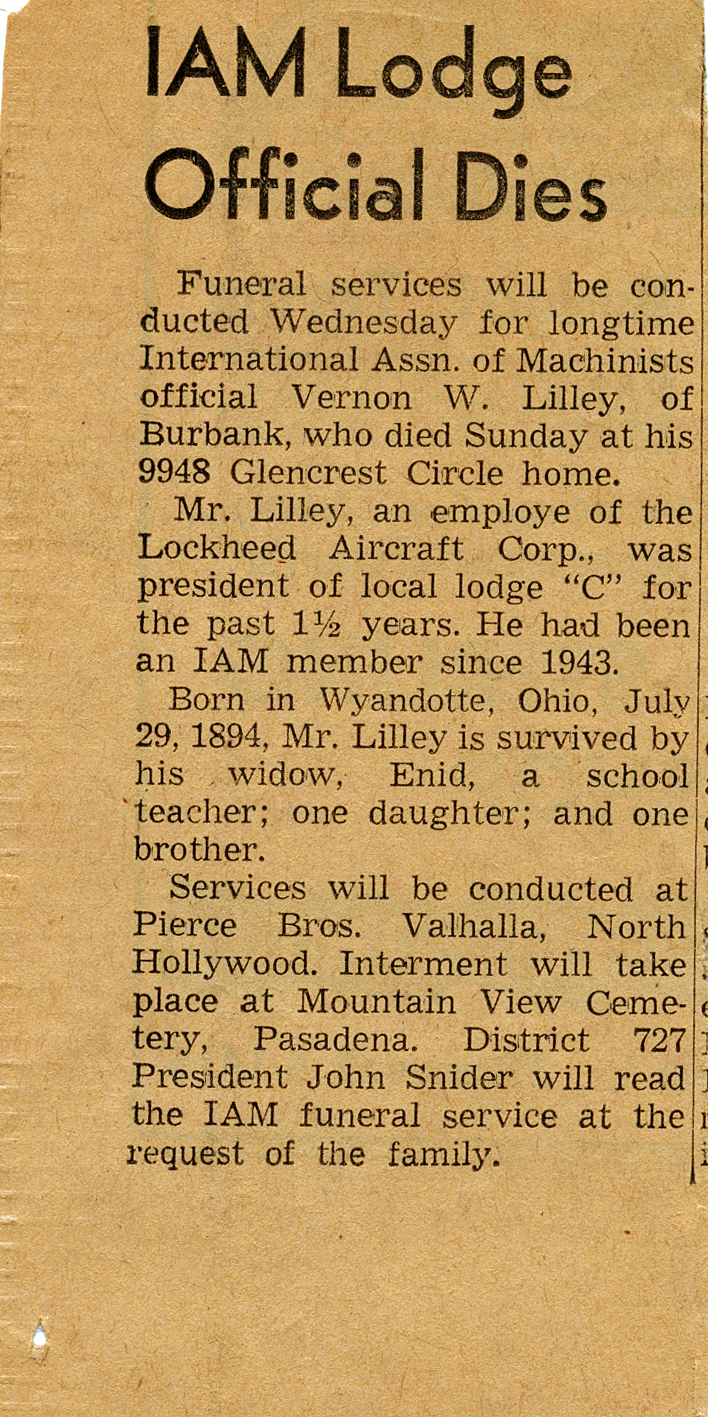 IAM Lodge
Official Dies
Funeral services will be con-
ducted Wednesday for longtime
International Assn. of Machinists
official Vernon W. Lilley, of
Burbank, who died Sunday at his
9948 Glencrest Circle home.
Mr. Lilley, an employe of the
Lockheed Aircraft Corp., was
president of local lodge “C” for
the past 1½ years. He had been
an IAM member since 1943.
Born in Wyandotte, Ohio, July
29, 1894, Mr. Lilley is survived by
his widow, Enid, a school
teacher; one daughter; and one
brother.
Services will be conducted at
Pierce Bros. Valhalla, North
Hollywood. Interment will take
place at Mountain View Ceme-
tery, Pasadena. District 727
President John Snider will read
the IAM funeral service at the
request of the family.